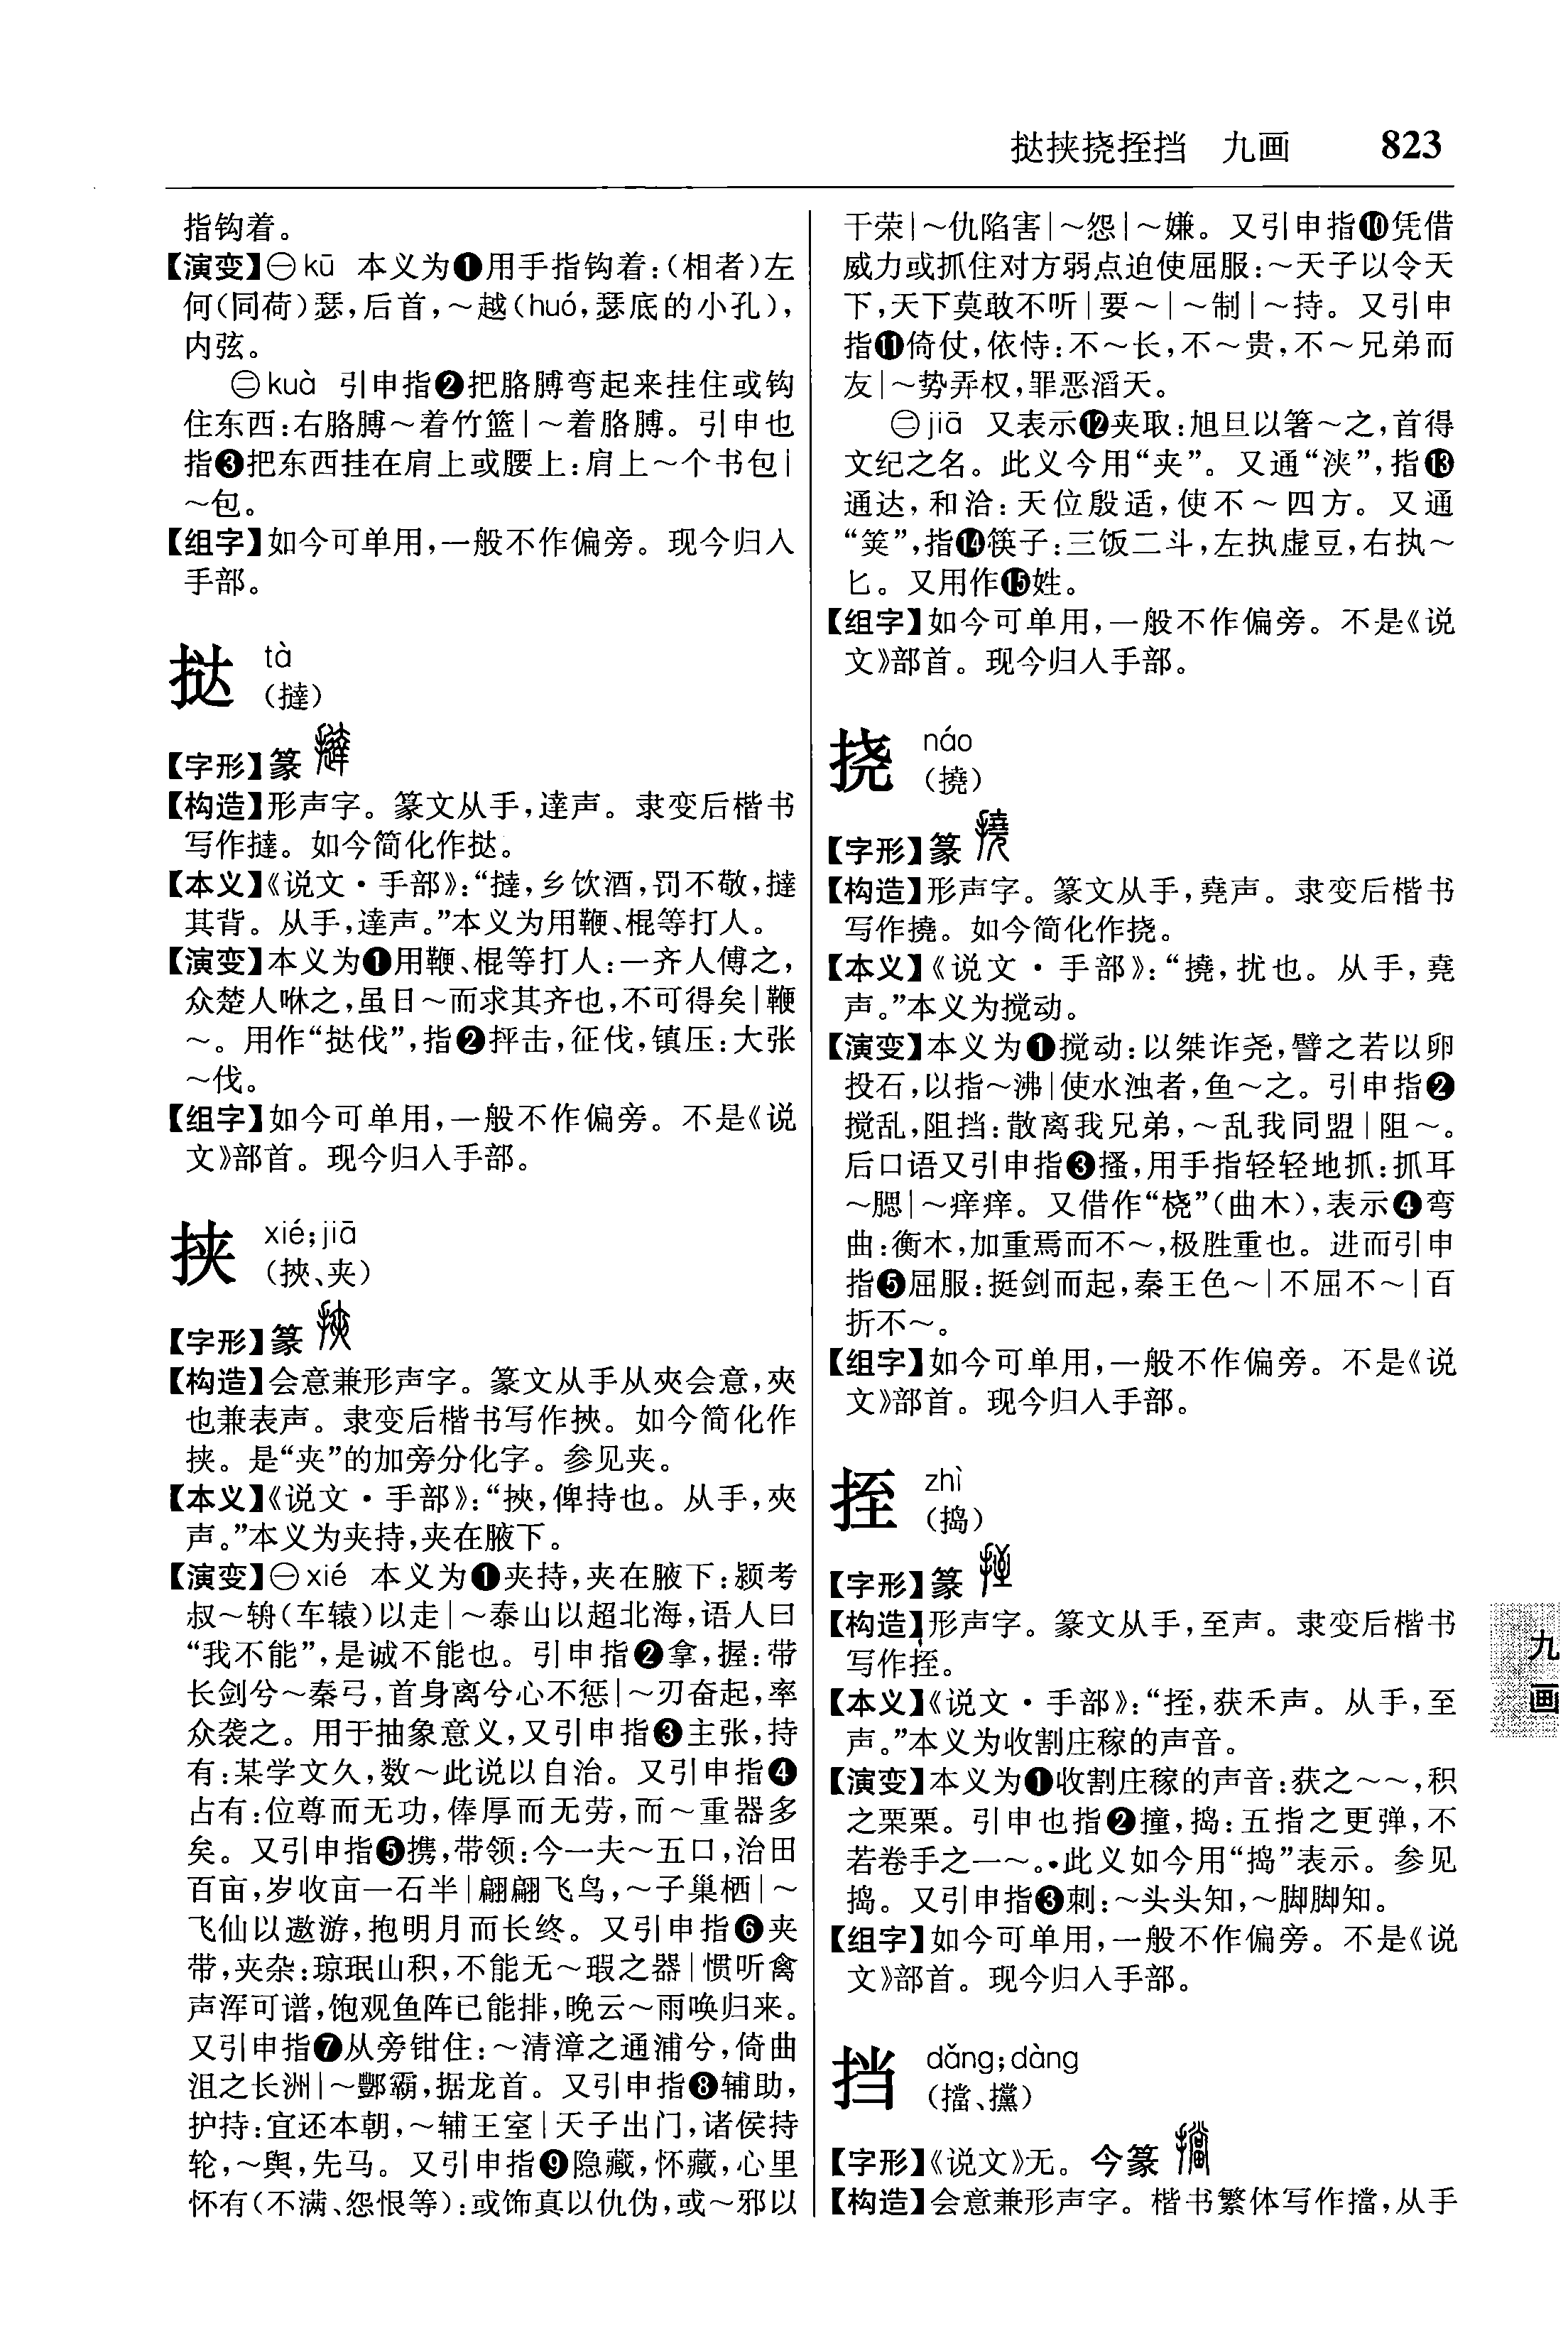 挞挟挠挃挡 九画 823
指钩着。
【演变】㊀kū 本义为❶用手指钩着:(相者)左
何(同荷)瑟,后首,～越(huó,瑟底的小孔),
内弦。
㊁kuà 引申指❷把胳膊弯起来挂住或钩
住东西:右胳膊～着竹篮|～着胳膊。引申也
指❸把东西挂在肩上或腰上:肩上～个书包|
～包。
【组字】如今可单用,一般不作偏旁。现今归入
手部。
挞 tà
(撻)
【字形】篆
【构造】形声字。篆文从手,達声。隶变后楷书
写作撻。如今简化作挞。
【本义】《说文·手部》:“撻,乡饮酒,罚不敬,撻
其背。从手,達声。”本义为用鞭、棍等打人。
【演变】本义为❶用鞭、棍等打人:一齐人傅之,
众楚人咻之,虽日～而求其齐也,不可得矣|鞭
～。用作“挞伐”,指❷抨击,征伐,镇压:大张
～伐。
【组字】如今可单用,一般不作偏旁。不是《说
文》部首。现今归入手部。
挟 xié;jiā
(挾、夹)
【字形】篆
【构造】会意兼形声字。篆文从手从夾会意,夾
也兼表声。隶变后楷书写作挾。如今简化作
挟。是“夹”的加旁分化字。参见夹。
【本义】《说文·手部》:“挾,俾持也。从手,夾
声。”本义为夹持,夹在腋下。
【演变】㊀xié 本义为❶夹持,夹在腋下:颍考
叔～辀(车辕)以走|～泰山以超北海,语人曰
“我不能”,是诚不能也。引申指❷拿,握:带
长剑兮～秦弓,首身离兮心不惩|～刃奋起,率
众袭之。用于抽象意义,又引申指❸主张,持
有:某学文久,数～此说以自治。又引申指❹
占有:位尊而无功,俸厚而无劳,而～重器多
矣。又引申指❺携,带领:今一夫～五口,治田
百亩,岁收亩一石半|翩翩飞鸟,～子巢栖|～
飞仙以遨游,抱明月而长终。又引申指❻夹
带,夹杂:琼珉山积,不能无～瑕之器|惯听禽
声浑可谱,饱观鱼阵已能排,晚云～雨唤归来。
又引申指❼从旁钳住:～清漳之通浦兮,倚曲
沮之长洲|～酆霸,据龙首。又引申指❽辅助,
护持:宜还本朝,～辅王室|天子出门,诸侯持
轮,～舆,先马。又引申指❾隐藏,怀藏,心里
怀有(不满、怨恨等):或饰真以仇伪,或～邪以
干荣|～仇陷害|～怨|～嫌。又引申指❿凭借
威力或抓住对方弱点迫使屈服:～天子以令天
下,天下莫敢不听|要～|～制|～持。又引申
指⓫倚仗,依恃:不～长,不～贵,不～兄弟而
友|～势弄权,罪恶滔天。
㊁jiā 又表示⓬夹取:旭旦以箸～之,首得
文纪之名。此义今用“夹”。又通“浃”,指⓭
通达,和洽:天位殷适,使不～四方。又通
“筴”,指⓮筷子:三饭二斗,左执虚豆,右执～
匕。又用作⓯姓。
【组字】如今可单用,一般不作偏旁。不是《说
文》部首。现今归入手部。
挠 náo
(撓)
【字形】篆
【构造】形声字。篆文从手,堯声。隶变后楷书
写作撓。如今简化作挠。
【本义】《说文·手部》:“撓,扰也。从手,堯
声。”本义为搅动。
【演变】本义为❶搅动:以桀诈尧,譬之若以卵
投石,以指～沸|使水浊者,鱼～之。引申指❷
搅乱,阻挡:散离我兄弟,～乱我同盟|阻～。
后口语又引申指❸搔,用手指轻轻地抓:抓耳
～腮|～痒痒。又借作“桡”(曲木),表示❹弯
曲:衡木,加重焉而不～,极胜重也。进而引申
指❺屈服:挺剑而起,秦王色～|不屈不～|百
折不～。
【组字】如今可单用,一般不作偏旁。不是《说
文》部首。现今归入手部。
挃 zhì
(捣)
【字形】篆
【构造】形声字。篆文从手,至声。隶变后楷书
写作挃。
【本义】《说文·手部》:“挃,获禾声。从手,至
声。”本义为收割庄稼的声音。
【演变】本义为❶收割庄稼的声音:获之～～,积
之栗栗。引申也指❷撞,捣:五指之更弹,不
若卷手之一～。此义如今用“捣”表示。参见
捣。又引申指❸刺:～头头知,～脚脚知。
【组字】如今可单用,一般不作偏旁。不是《说
文》部首。现今归入手部。
挡 dǎng;dàng
(擋、攩)
【字形】《说文》无。今篆
【构造】会意兼形声字。楷书繁体写作擋,从手
九画